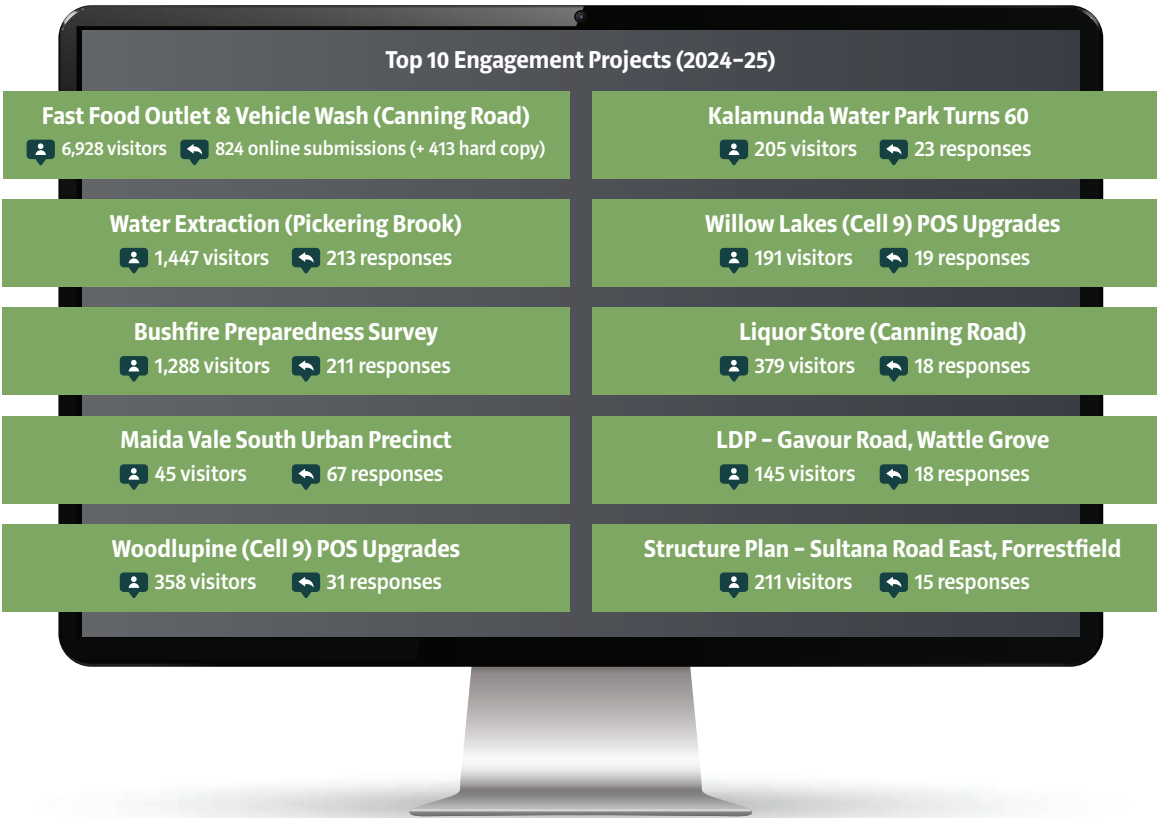 Top 10 Engagement Projects (2024–25)
Fast Food Outlet & Vehicle Wash (Canning Road)
6,928 visitors 824 online submissions (+ 413 hard copy)
Water Extraction (Pickering Brook)
1,447 visitors 213 responses
Bushfire Preparedness Survey
1,288 visitors 211 responses
Maida Vale South Urban Precinct
45 visitors 67 responses
Woodlupine (Cell 9) POS Upgrades
358 visitors 31 responses
Kalamunda Water Park Turns 60
205 visitors 23 responses
Willow Lakes (Cell 9) POS Upgrades
191 visitors 19 responses
Liquor Store (Canning Road)
379 visitors 18 responses
LDP – Gavour Road, Wattle Grove
145 visitors 18 responses
Structure Plan – Sultana Road East, Forrestfield
211 visitors 15 responses